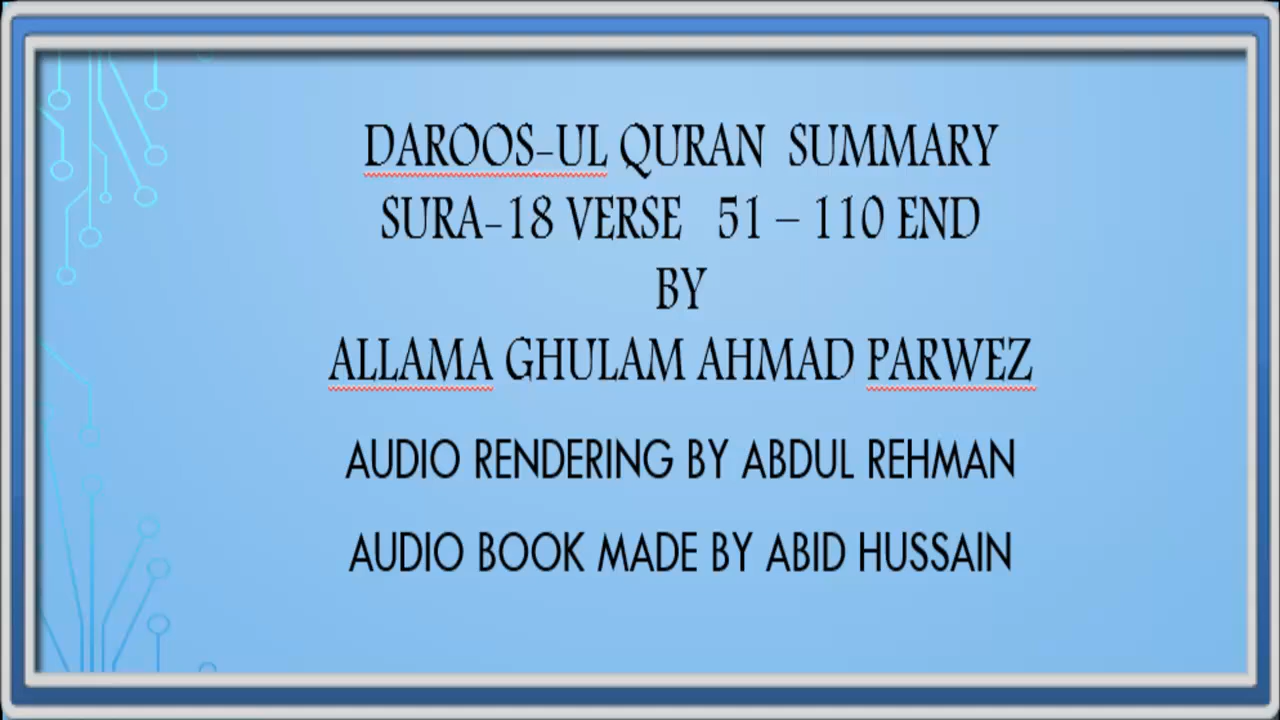 DAROOS-UL QURAN SUMMARY
SURA-18 VERSE 51 – 110 END
BY
ALLAMA GHULAM AHMAD PARWEZ
AUDIO RENDERING BY ABDUL REHMAN
AUDIO BOOK MADE BY ABID HUSSAIN